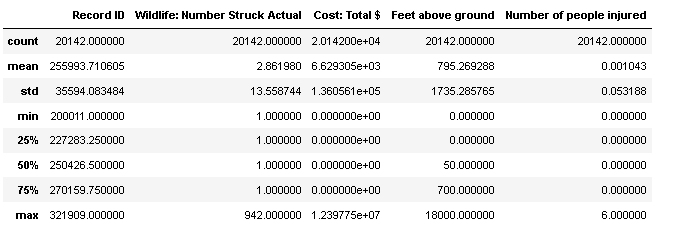 Record ID Wildlife: Number Struck Actual Cost: Total $ Feet above ground Number of people injured
count 20142.000000 20142.000000 2.014200e+04 20142.000000 20142.000000
mean 255993.710605 2.861980 6.629305e+03 795.269288 0.001043
std 35594.083484 13.558744 1.360561e+05 1735.285765 0.053188
min 200011.000000 1.000000 0.000000e+00 0.000000 0.000000
25% 227283.250000 1.000000 0.000000e+00 0.000000 0.000000
50% 250426.500000 1.000000 0.000000e+00 50.000000 0.000000
75% 270159.750000 1.000000 0.000000e+00 700.000000 0.000000
max 321909.000000 942.000000 1.239775e+07 18000.000000 6.000000